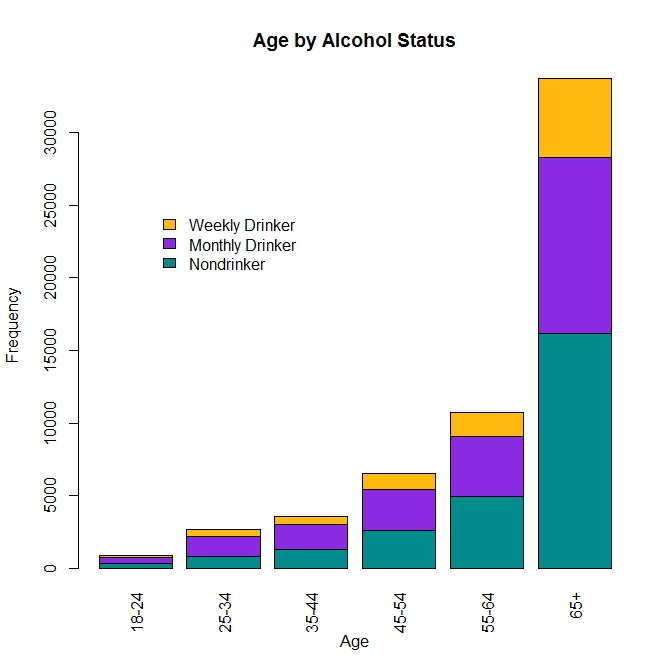 Age by Alcohol Status
Weekly Drinker
Monthly Drinker
Nondrinker
Frequency
30000
25000
20000
15000
10000
5000
0
18-24
25-34
35-44
45-54
55-64
65+
Age